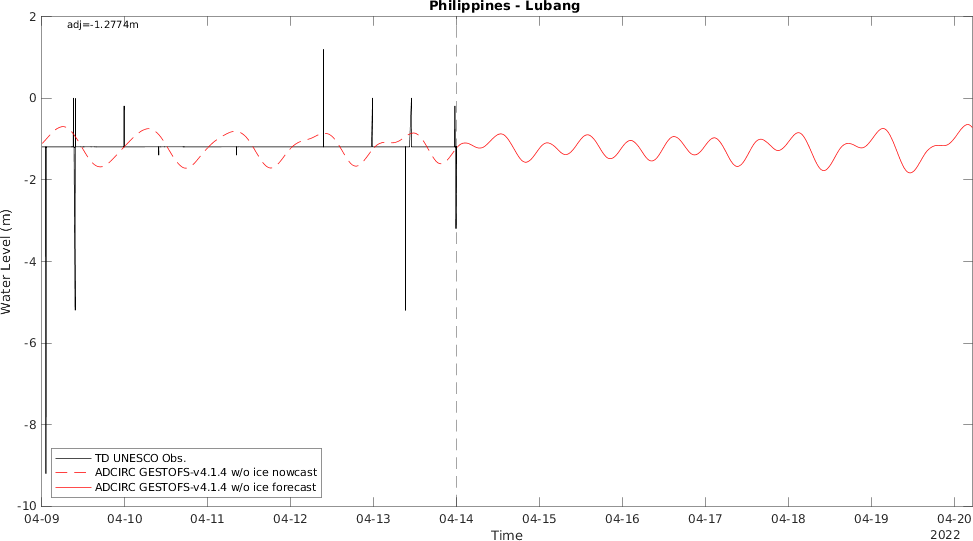 Philippines - Lubang
adj=-1.2774m
2
0
-2
-4
-6
-8
-10
Water Level (m)
TD UNESCO Obs.
ADCIRC GESTOFS-v4.1.4 w/o ice nowcast
ADCIRC GESTOFS-v4.1.4 w/o ice forecast
04-09 04-10 04-11 04-12 04-13 04-14 04-15 04-16 04-17 04-18 04-19 04-20
Time
2022